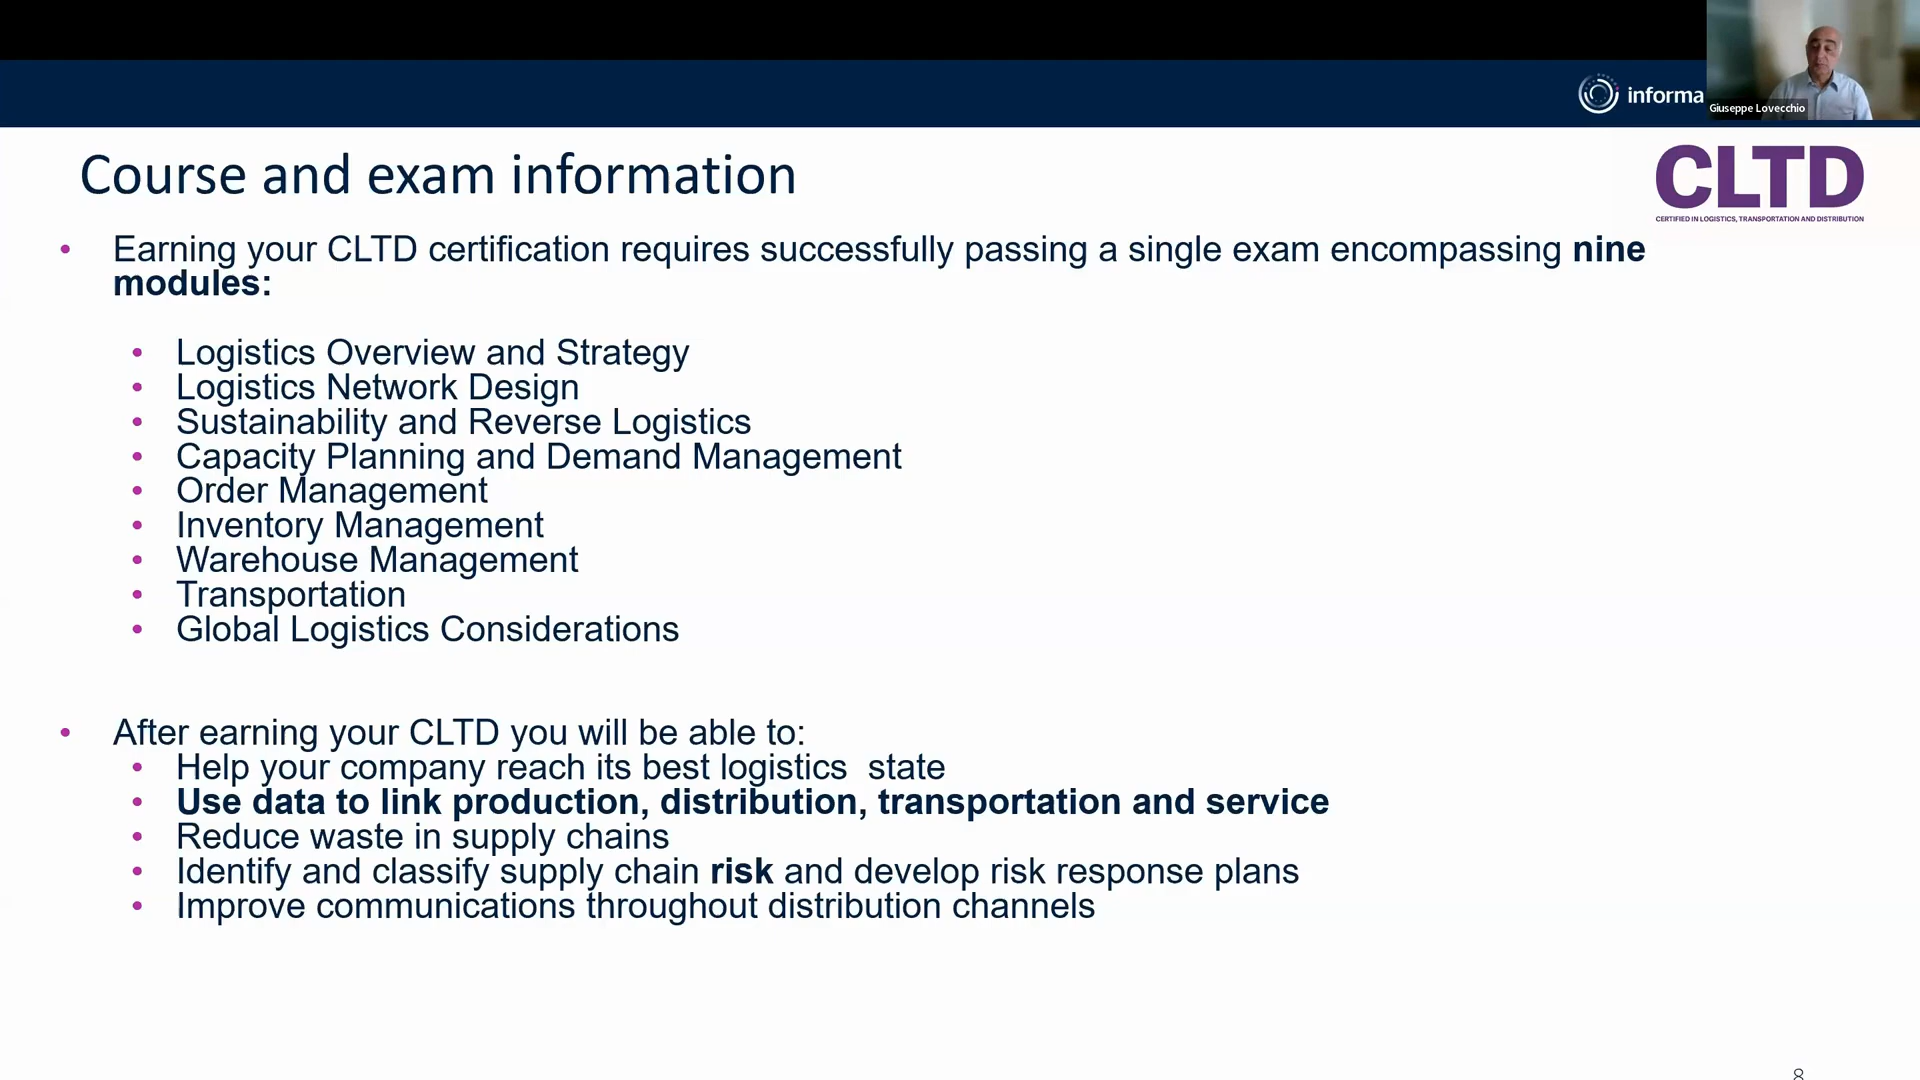 informa
Giuseppe Lovecchio
Course and exam information
CLTD
CERTIFIED IN LOGISTICS, TRANSPORTATION AND DISTRIBUTION
• Earning your CLTD certification requires successfully passing a single exam encompassing nine
modules:
• Logistics Overview and Strategy
• Logistics Network Design
• Sustainability and Reverse Logistics
• Capacity Planning and Demand Management
• Order Management
• Inventory Management
• Warehouse Management
• Transportation
• Global Logistics Considerations
• After earning your CLTD you will be able to:
• Help your company reach its best logistics  state
• Use data to link production, distribution, transportation and service
• Reduce waste in supply chains
• Identify and classify supply chain risk and develop risk response plans
• Improve communications throughout distribution channels
8